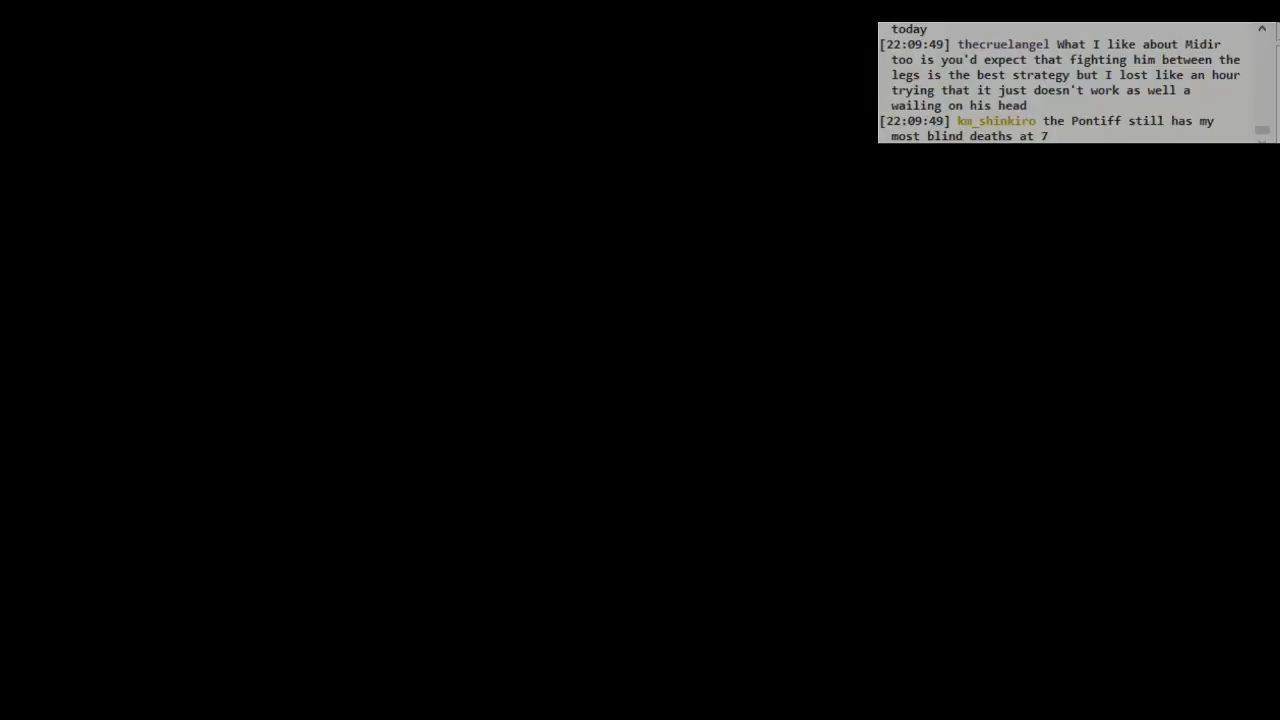 today
[22:09:49] thecruelangel What I like about Midir
too is you'd expect that fighting him between the
legs is the best strategy but I lost like an hour
trying that it just doesn't work as well a
wailing on his head
[22:09:49] km_shinkiro the Pontiff still has my
most blind deaths at 7